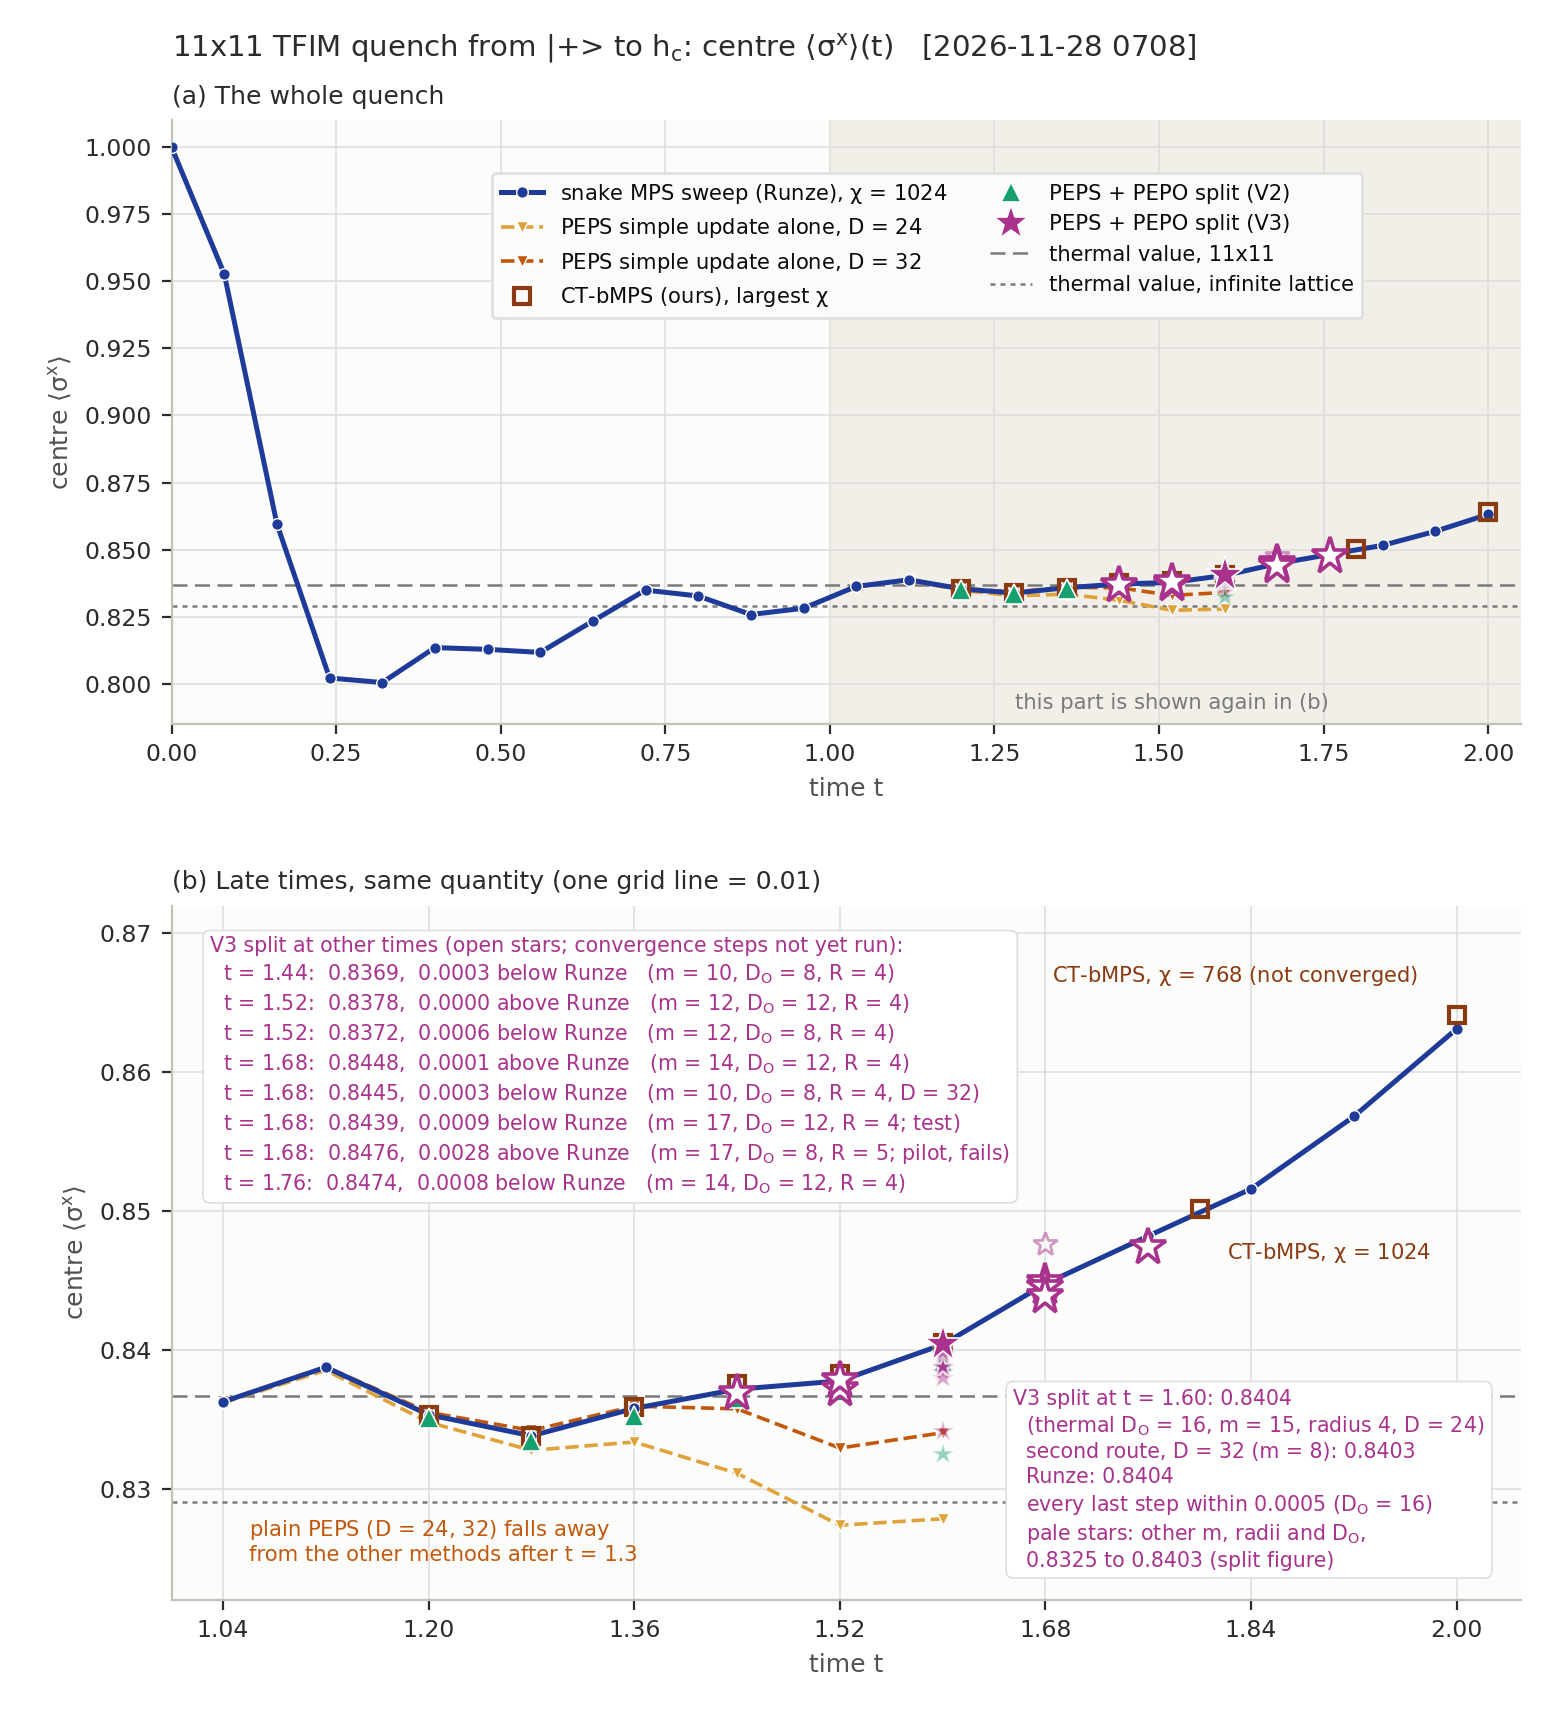 11x11 TFIM quench from |+> to h_c: centre ⟨σ^x⟩(t)   [2026-11-28 0708]
(a) The whole quench
1.000
0.975
0.950
0.925
0.900
0.875
0.850
0.825
0.800
centre ⟨σ^x⟩
snake MPS sweep (Runze), χ = 1024
PEPS simple update alone, D = 24
PEPS simple update alone, D = 32
CT-bMPS (ours), largest χ
PEPS + PEPO split (V2)
PEPS + PEPO split (V3)
thermal value, 11x11
thermal value, infinite lattice
this part is shown again in (b)
0.00 0.25 0.50 0.75 1.00 1.25 1.50 1.75 2.00
time t
(b) Late times, same quantity (one grid line = 0.01)
0.87
0.86
0.85
0.84
0.83
centre ⟨σ^x⟩
V3 split at other times (open stars; convergence steps not yet run):
t = 1.44:  0.8369,  0.0003 below Runze   (m = 10, D_O = 8, R = 4)
t = 1.52:  0.8378,  0.0000 above Runze   (m = 12, D_O = 12, R = 4)
t = 1.52:  0.8372,  0.0006 below Runze   (m = 12, D_O = 8, R = 4)
t = 1.68:  0.8448,  0.0001 above Runze   (m = 14, D_O = 12, R = 4)
t = 1.68:  0.8445,  0.0003 below Runze   (m = 10, D_O = 8, R = 4, D = 32)
t = 1.68:  0.8439,  0.0009 below Runze   (m = 17, D_O = 12, R = 4; test)
t = 1.68:  0.8476,  0.0028 above Runze   (m = 17, D_O = 8, R = 5; pilot, fails)
t = 1.76:  0.8474,  0.0008 below Runze   (m = 14, D_O = 12, R = 4)
CT-bMPS, χ = 768 (not converged)
CT-bMPS, χ = 1024
V3 split at t = 1.60: 0.8404
(thermal D_O = 16, m = 15, radius 4, D = 24)
second route, D = 32 (m = 8): 0.8403
Runze: 0.8404
every last step within 0.0005 (D_O = 16)
pale stars: other m, radii and D_O,
0.8325 to 0.8403 (split figure)
plain PEPS (D = 24, 32) falls away
from the other methods after t = 1.3
1.04 1.20 1.36 1.52 1.68 1.84 2.00
time t